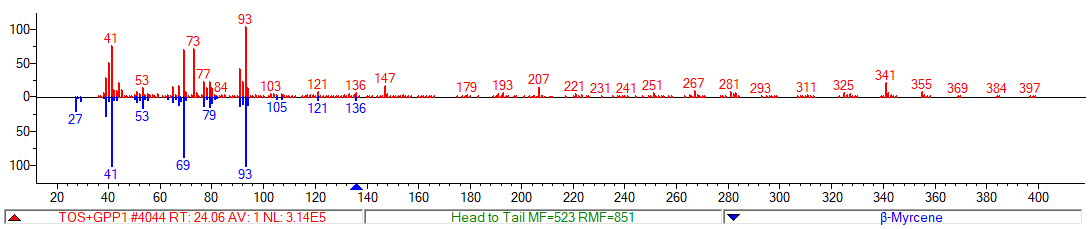 100 93
41 73
50 53 77 84 103 121 136 147 179 193 207 221 231 241 251 267 281 293 311 325 341 355 369 384 397
0
27 53 79 105 121 136
50
69
100 41 93
20 40 60 80 100 120 140 160 180 200 220 240 260 280 300 320 340 360 380 400
TOS+GPP1 #4044 RT: 24.06 AV: 1 NL: 3.14E5 Head to Tail MF=523 RMF=851 β-Myrcene